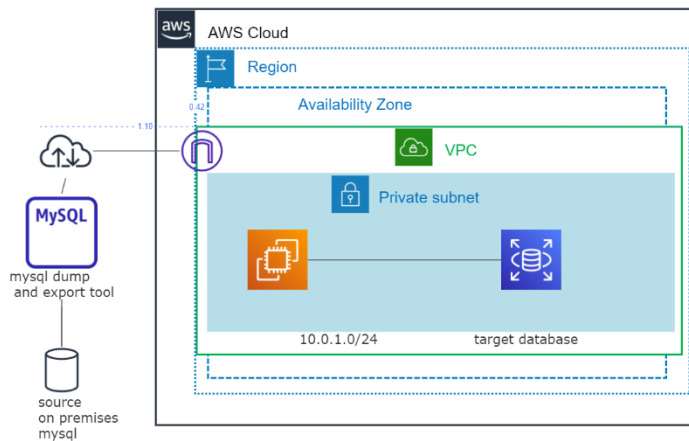 aws
AWS Cloud
Region
0.42
Availability Zone
1.10
VPC
MySQL
Private subnet
mysql dump
and export tool
10.0.1.0/24
target database
source
on premises
mysql